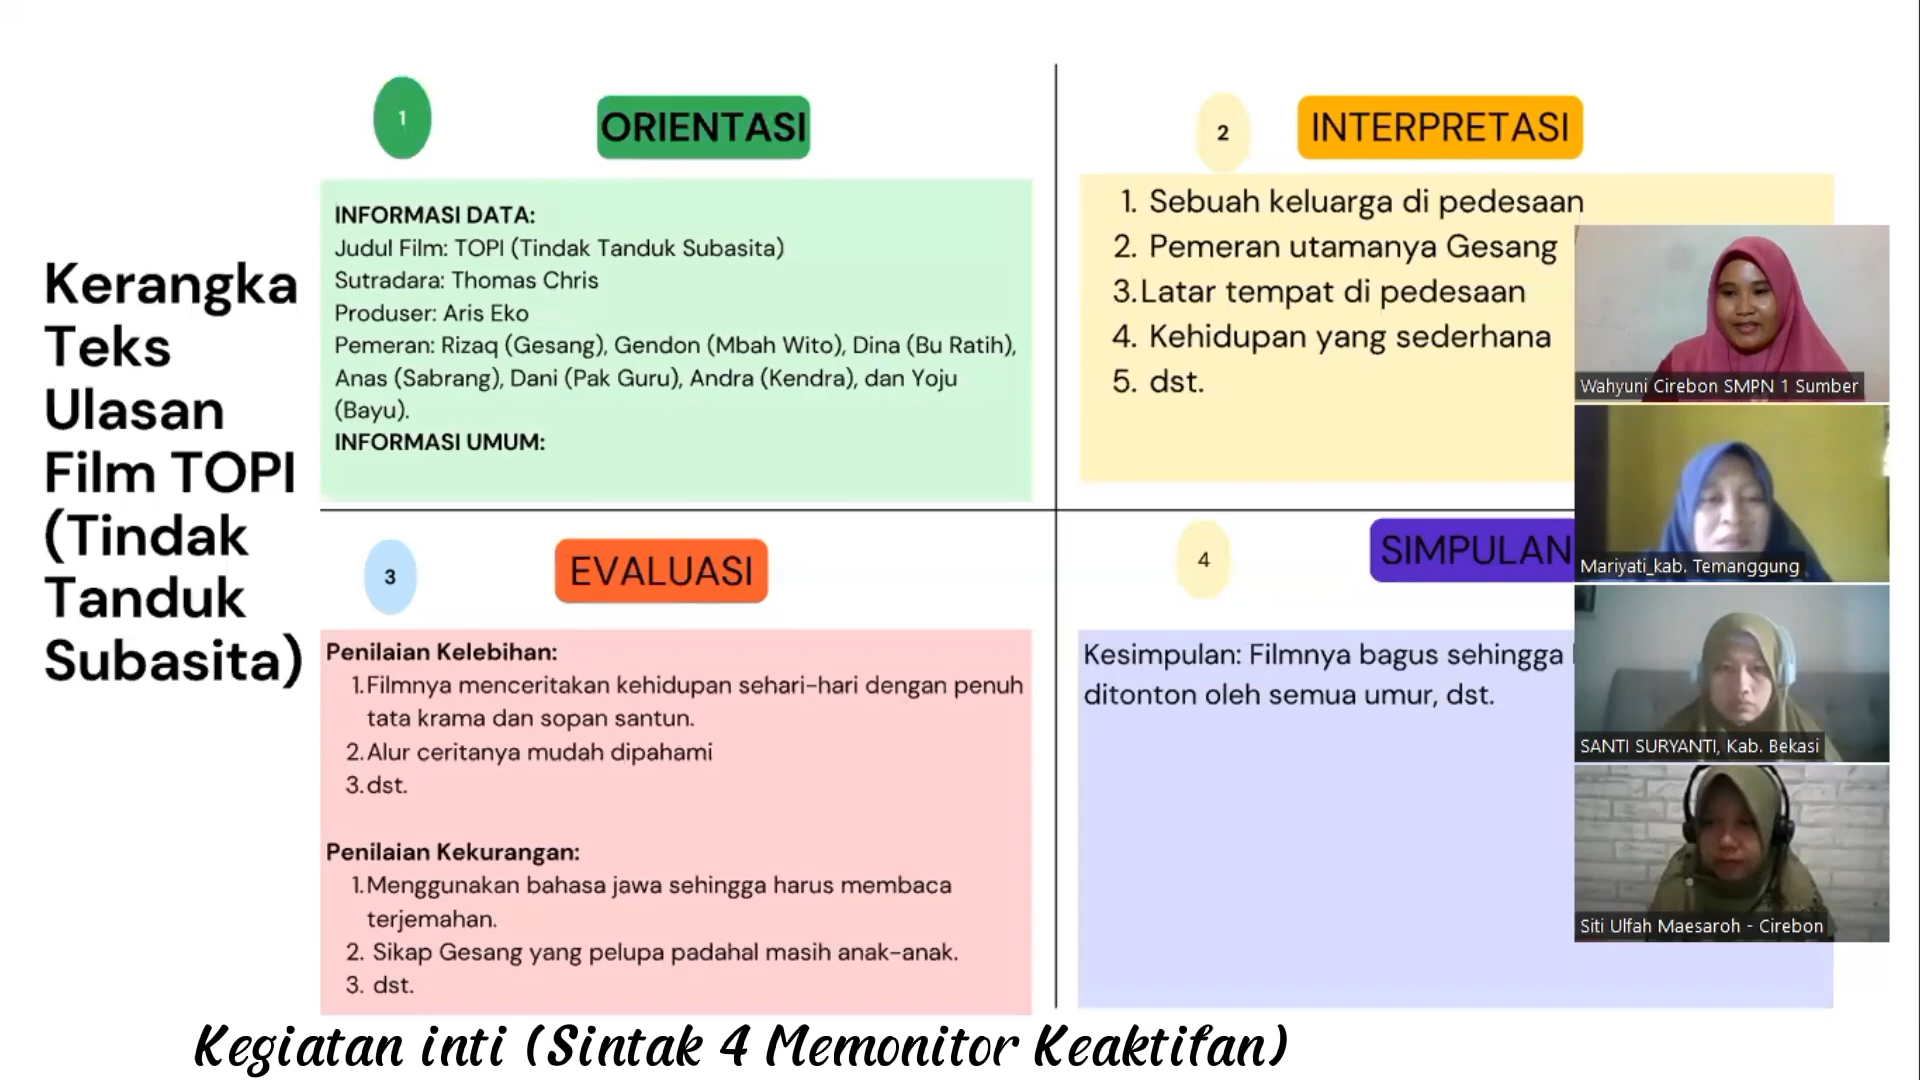 Kerangka
Teks
Ulasan
Film TOPI
(Tindak
Tanduk
Subasita)
1
ORIENTASI
INFORMASI DATA:
Judul Film: TOPI (Tindak Tanduk Subasita)
Sutradara: Thomas Chris
Produser: Aris Eko
Pemeran: Rizaq (Gesang), Gendon (Mbah Wito), Dina (Bu Ratih),
Anas (Sabrang), Dani (Pak Guru), Andra (Kendra), dan Yoju
(Bayu).
INFORMASI UMUM:
2
INTERPRETASI
1. Sebuah keluarga di pedesaan
2. Pemeran utamanya Gesang
3.Latar tempat di pedesaan
4. Kehidupan yang sederhana
5. dst.
3
EVALUASI
Penilaian Kelebihan:
1.Filmnya menceritakan kehidupan sehari-hari dengan penuh
tata krama dan sopan santun.
2.Alur ceritanya mudah dipahami
3.dst.
Penilaian Kekurangan:
1.Menggunakan bahasa jawa sehingga harus membaca
terjemahan.
2. Sikap Gesang yang pelupa padahal masih anak-anak.
3. dst.
4
SIMPULAN
Kesimpulan: Filmnya bagus sehingga
ditonton oleh semua umur, dst.
Wahyuni Cirebon SMPN 1 Sumber
Mariyati_kab. Temanggung
SANTI SURYANTI, Kab. Bekasi
Siti Ulfah Maesaroh - Cirebon
Kegiatan inti (Sintak 4 Memonitor Keaktifan)